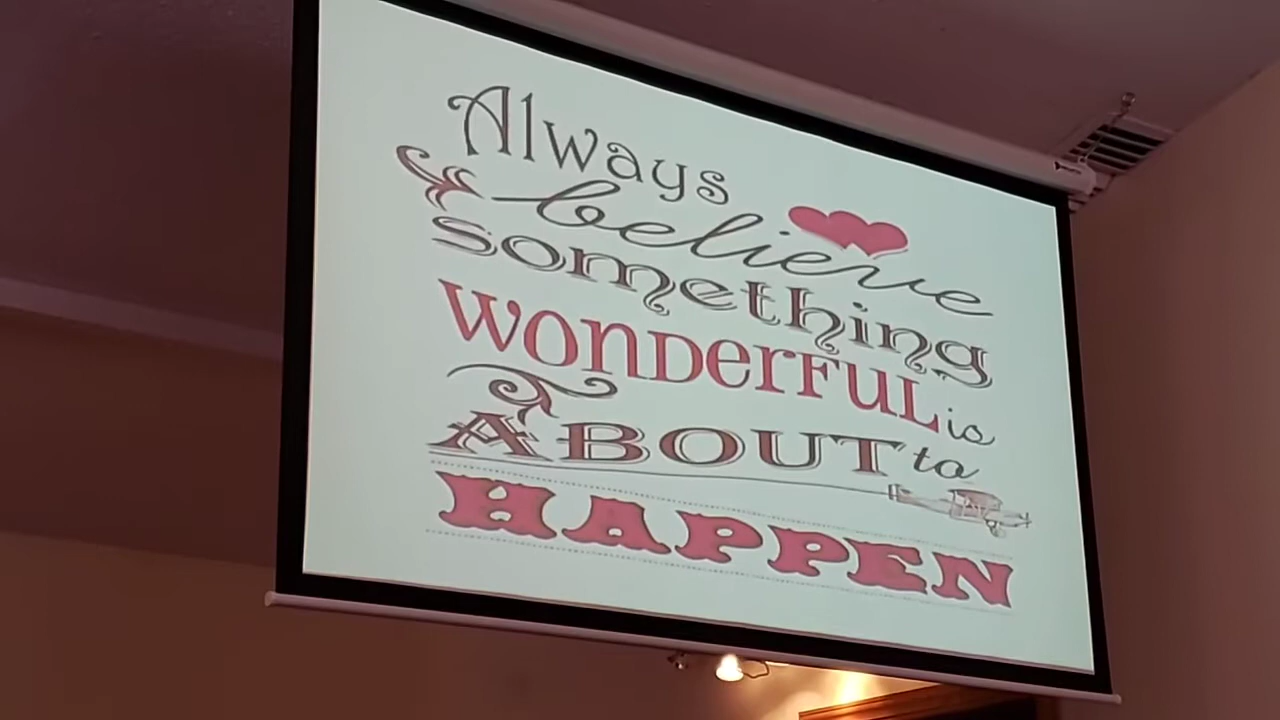 Always
believe
something
WONDERFUL is
ABOUT to
HAPPEN